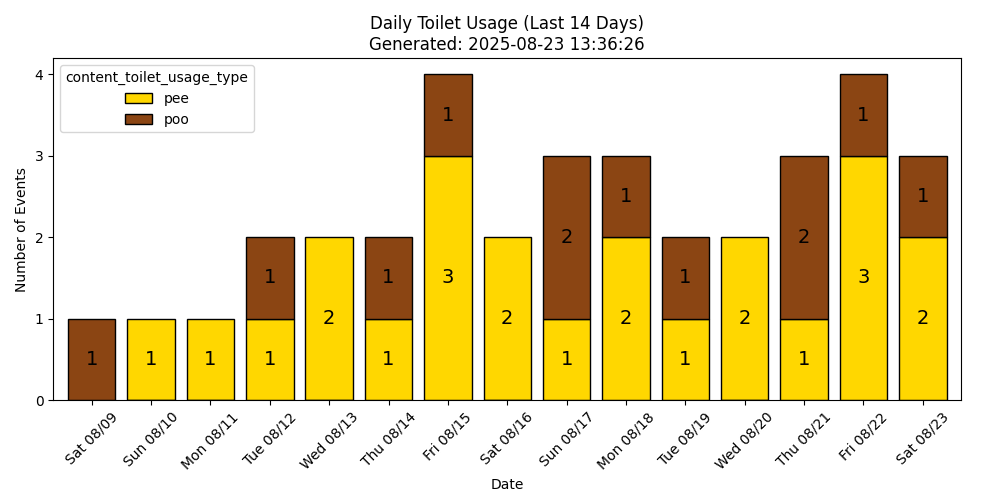 Daily Toilet Usage (Last 14 Days)
Generated: 2025-08-23 13:36:26
content_toilet_usage_type
pee
poo
Number of Events
4
3
2
1
0
1
1
1
1
1
2
1
1
1
3
2
2
1
1
2
1
1
2
2
1
1
3
1
2
Sat 08/09
Sun 08/10
Mon 08/11
Tue 08/12
Wed 08/13
Thu 08/14
Fri 08/15
Sat 08/16
Sun 08/17
Mon 08/18
Tue 08/19
Wed 08/20
Thu 08/21
Fri 08/22
Sat 08/23
Date